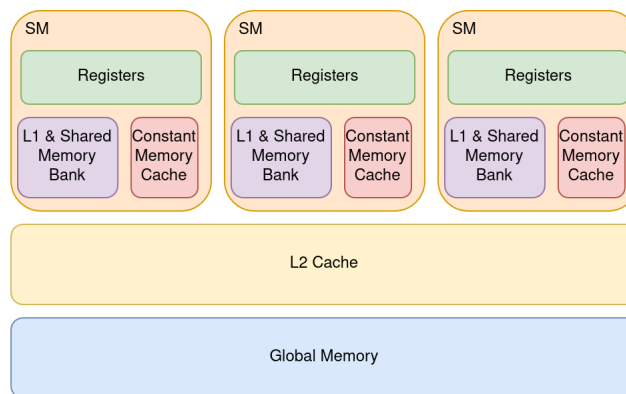 SM
Registers
L1 & Shared
Memory
Bank
Constant
Memory
Cache
SM
Registers
L1 & Shared
Memory
Bank
Constant
Memory
Cache
SM
Registers
L1 & Shared
Memory
Bank
Constant
Memory
Cache
L2 Cache
Global Memory